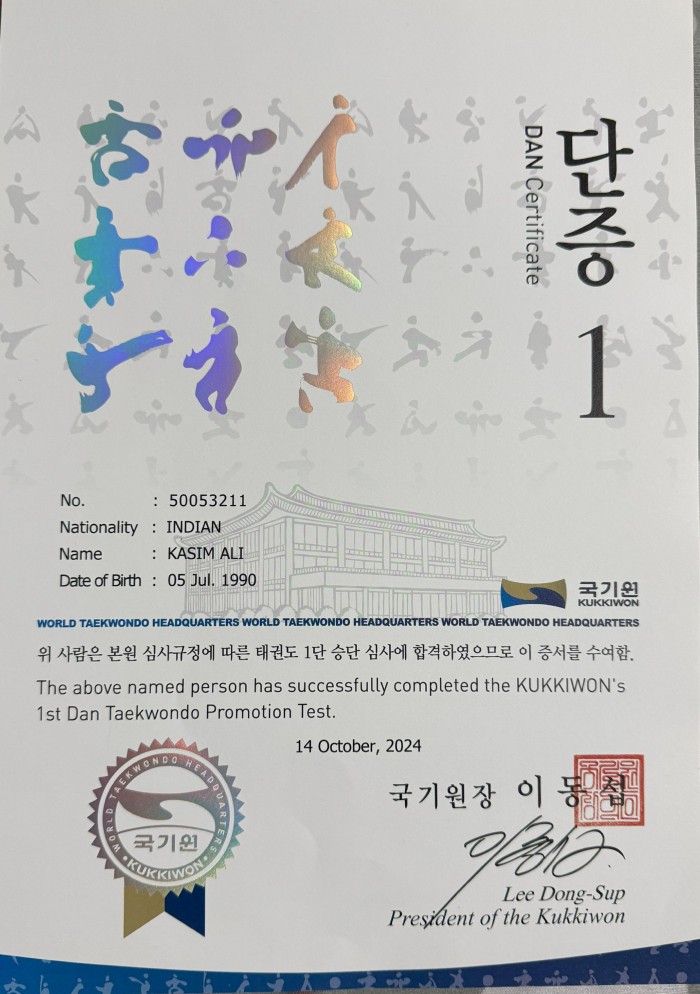 단증 1
DAN Certificate
No. : 50053211
Nationality : INDIAN
Name : KASIM ALI
Date of Birth : 05 Jul. 1990
국기원
KUKKIWON
WORLD TAEKWONDO HEADQUARTERS WORLD TAEKWONDO HEADQUARTERS WORLD TAEKWONDO HEADQUARTERS
위 사람은 본원 심사규정에 따른 태권도 1단 승단 심사에 합격하였으므로 이 증서를 수여함.
The above named person has successfully completed the KUKKIWON's
1st Dan Taekwondo Promotion Test.
14 October, 2024
WORLD TAEKWONDO HEADQUARTERS
국기원
• KUKKIWON •
국기원장 이동섭
Lee Dong-Sup
President of the Kukkiwon